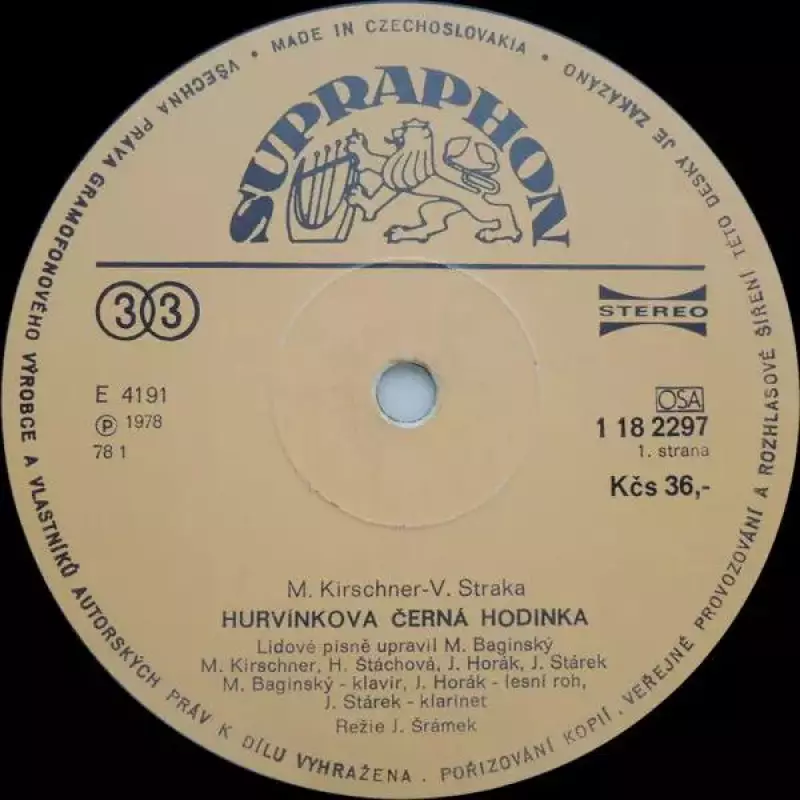 • MADE IN CZECHOSLOVAKIA •
VŠECHNA PRÁVA GRAMOFONOVÉHO VÝROBCE A VLASTNÍKŮ AUTORSKÝCH PRÁV K DÍLU VYHRAŽENA . POŘIZOVÁNÍ KOPIÍ . VEŘEJNÉ PROVOZOVÁNÍ A ROZHLASOVÉ ŠÍŘENÍ TÉTO DESKY JE ZAKÁZÁNO
SUPRAPHON
33
STEREO
E 4191
Ⓟ 1978
78 1
OSA
1 18 2297
1. strana
Kčs 36,-
M. Kirschner-V. Straka
HURVÍNKOVA ČERNÁ HODINKA
Lidové písně upravil M. Baginský
M. Kirschner, H. Štáchová, J. Horák, J. Stárek
M. Baginský - klavír, J. Horák - lesní roh,
J. Stárek - klarinet
Režie J. Šrámek